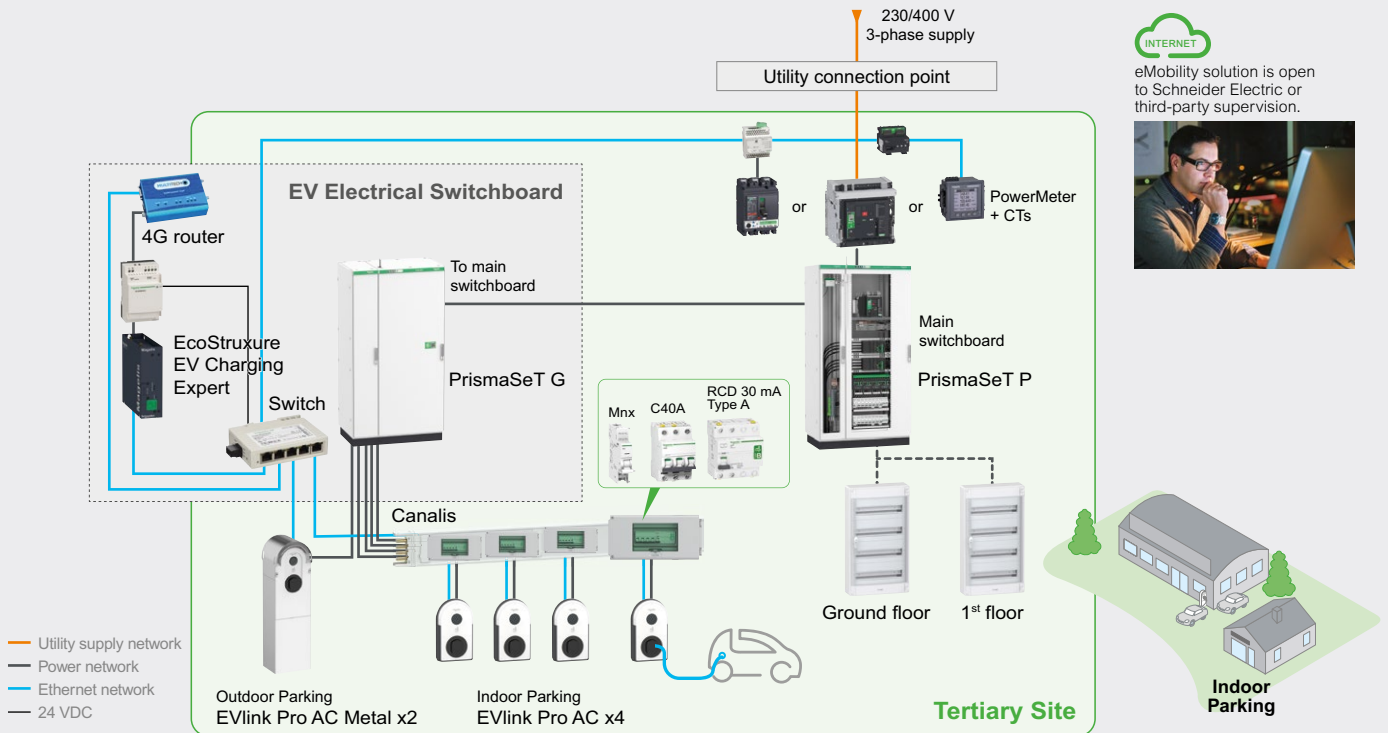 230/400 V
3-phase supply
Utility connection point
INTERNET
eMobility solution is open
to Schneider Electric or
third-party supervision.
EV Electrical Switchboard
4G router
To main
switchboard
or
or
PowerMeter
+ CTs
EcoStruxure
EV Charging
Expert
PrismaSeT G
Main
switchboard
PrismaSeT P
Switch
Mnx
C40A
RCD 30 mA
Type A
Canalis
Ground floor
1st floor
Utility supply network
Power network
Ethernet network
24 VDC
Outdoor Parking
EVlink Pro AC Metal x2
Indoor Parking
EVlink Pro AC x4
Tertiary Site
Indoor
Parking